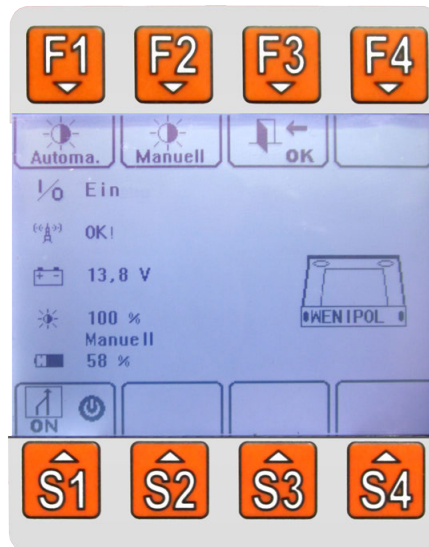 F1 F2 F3 F4
Automa. Manuell OK
I/O Ein
OK!
13,8 V
100 %
Manuell
58 %
WENIPOL
ON
S1 S2 S3 S4